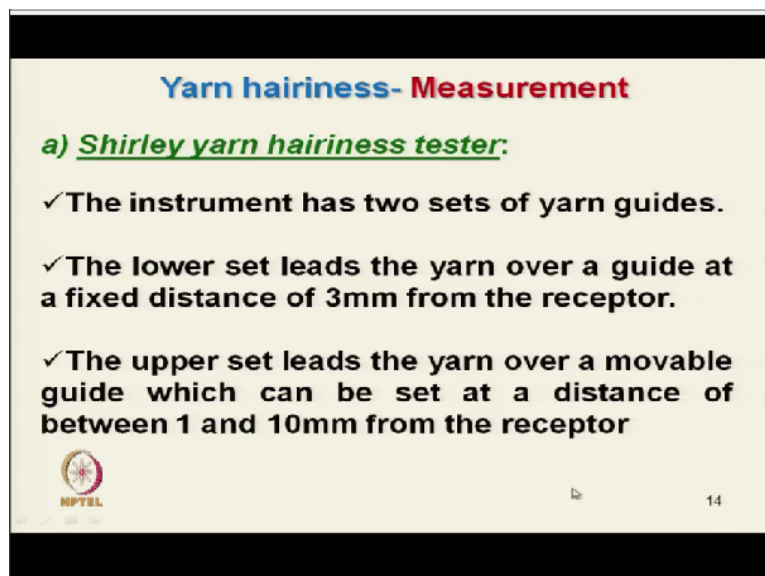 Yarn hairiness- Measurement
a) Shirley yarn hairiness tester:
✓The instrument has two sets of yarn guides.
✓The lower set leads the yarn over a guide at
a fixed distance of 3mm from the receptor.
✓The upper set leads the yarn over a movable
guide which can be set at a distance of
between 1 and 10mm from the receptor
NPTEL
14